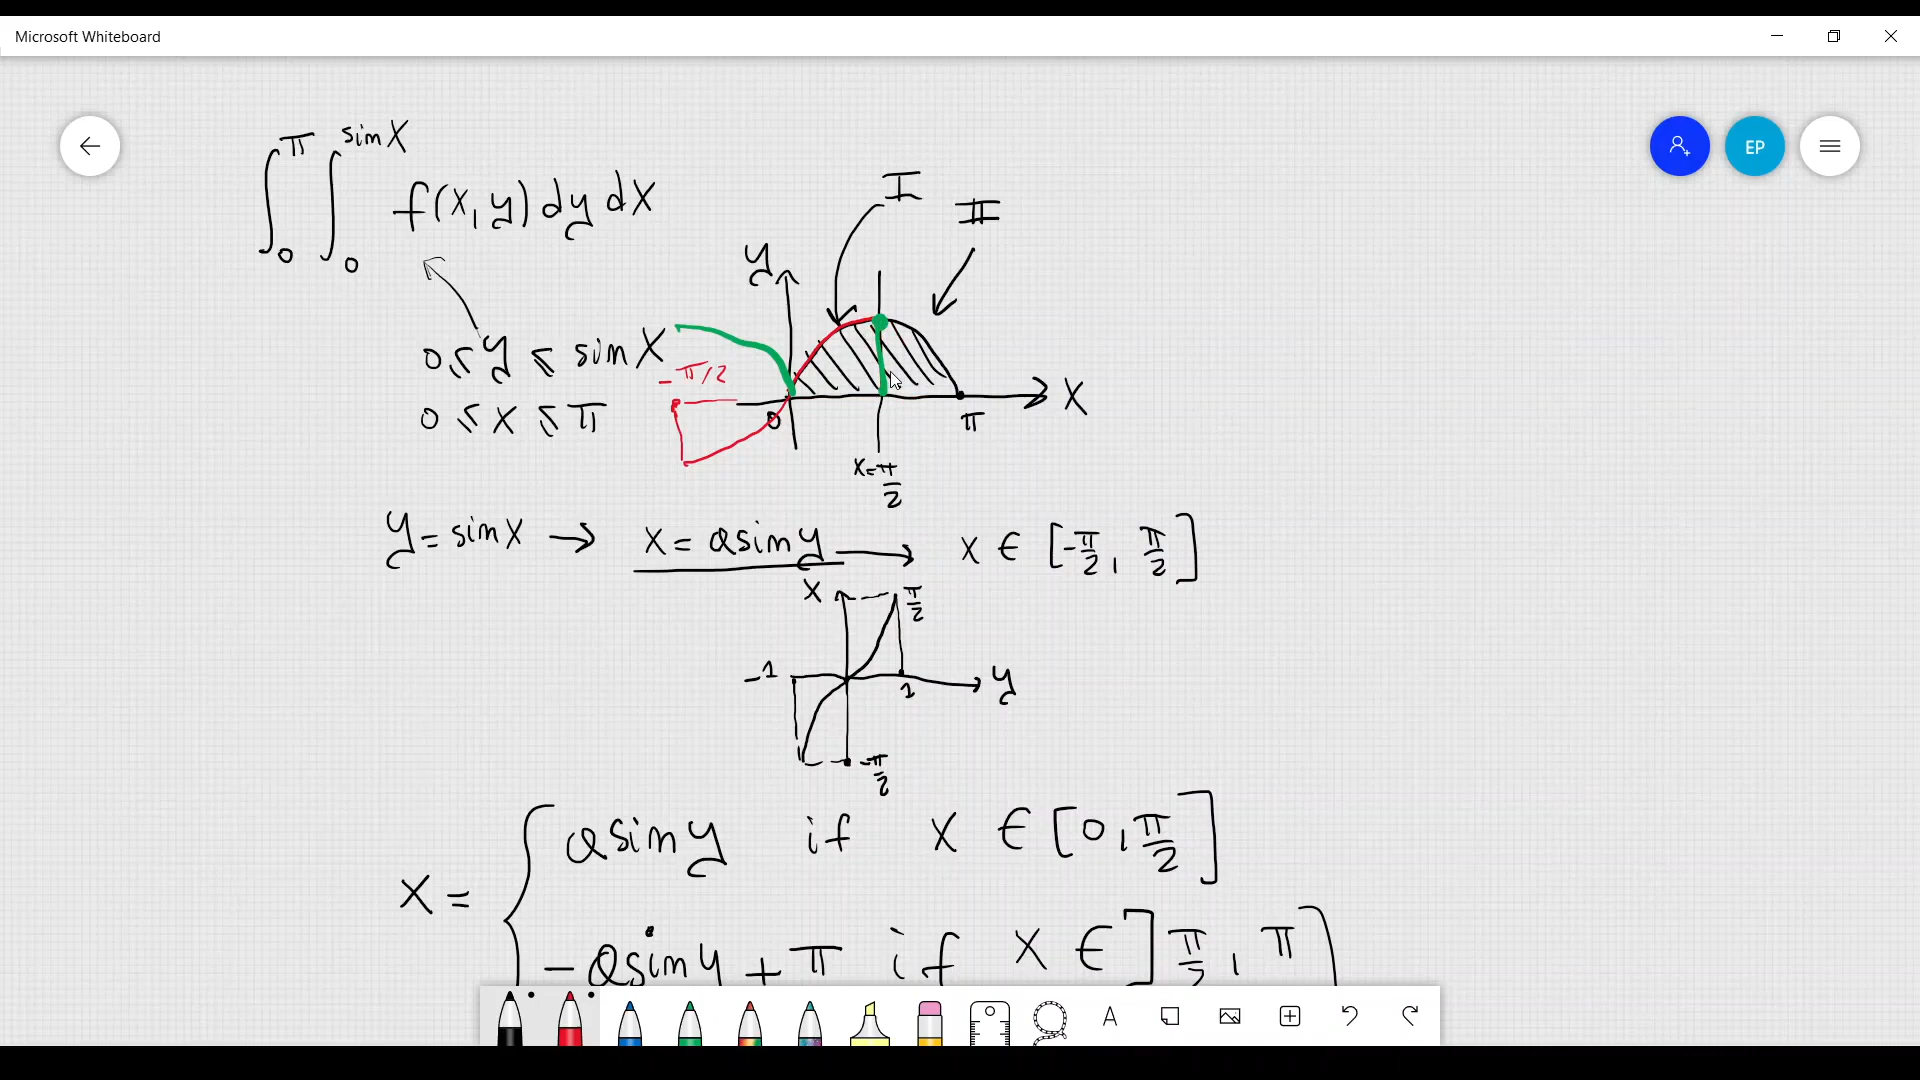 Microsoft Whiteboard
EP
∫₀^π ∫₀^sin x f(x, y) dy dx
I
II
y
0 ≤ y ≤ sin x
-π/2
0 ≤ x ≤ π
0
π
x
x = π/2
y = sin x → x = asin y → x ∈ [-π/2, π/2]
x
π/2
-1
1
y
-π/2
x = { asin y if x ∈ [0, π/2]
-asin y + π if x ∈ ]π/2, π]
A